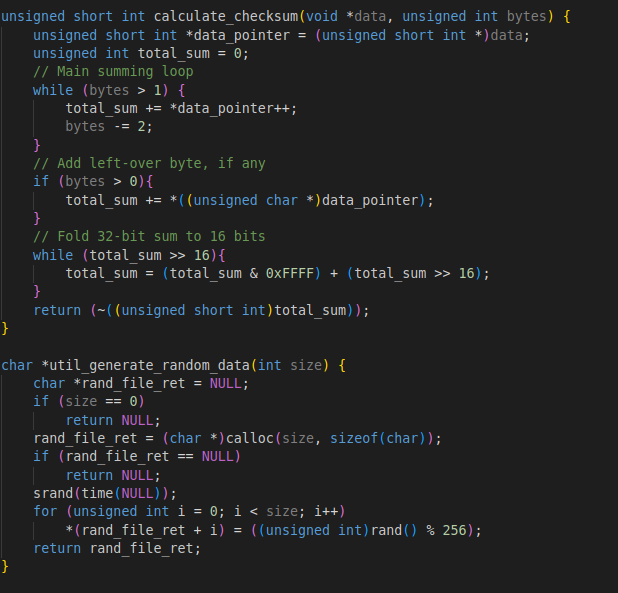 unsigned short int calculate_checksum(void *data, unsigned int bytes) {
    unsigned short int *data_pointer = (unsigned short int *)data;
    unsigned int total_sum = 0;
    // Main summing loop
    while (bytes > 1) {
        total_sum += *data_pointer++;
        bytes -= 2;
    }
    // Add left-over byte, if any
    if (bytes > 0){
        total_sum += *((unsigned char *)data_pointer);
    }
    // Fold 32-bit sum to 16 bits
    while (total_sum >> 16){
        total_sum = (total_sum & 0xFFFF) + (total_sum >> 16);
    }
    return (~((unsigned short int)total_sum));
}

char *util_generate_random_data(int size) {
    char *rand_file_ret = NULL;
    if (size == 0)
        return NULL;
    rand_file_ret = (char *)calloc(size, sizeof(char));
    if (rand_file_ret == NULL)
        return NULL;
    srand(time(NULL));
    for (unsigned int i = 0; i < size; i++)
        *(rand_file_ret + i) = ((unsigned int)rand() % 256);
    return rand_file_ret;
}